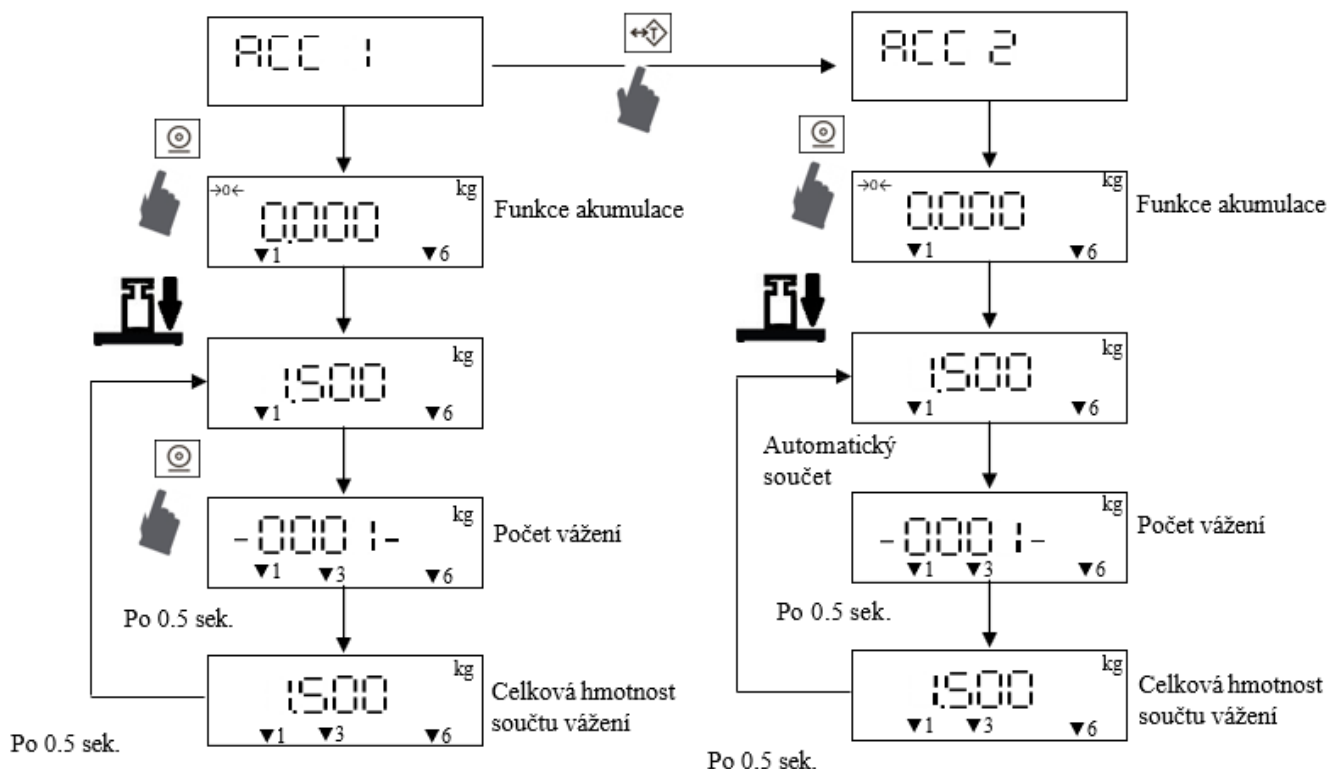 ACC 1
T
ACC 2
→0← kg
0.000
▼1 ▼6
Funkce akumulace
→0← kg
0.000
▼1 ▼6
Funkce akumulace
kg
1.500
▼1 ▼6
kg
1.500
▼1 ▼6
Automatický
součet
kg
-0001-
▼1 ▼3 ▼6
Počet vážení
kg
-0001-
▼1 ▼3 ▼6
Počet vážení
Po 0.5 sek.
Po 0.5 sek.
kg
1.500
▼1 ▼3 ▼6
Celková hmotnost
součtu vážení
kg
1.500
▼1 ▼3 ▼6
Celková hmotnost
součtu vážení
Po 0.5 sek.
Po 0.5 sek.